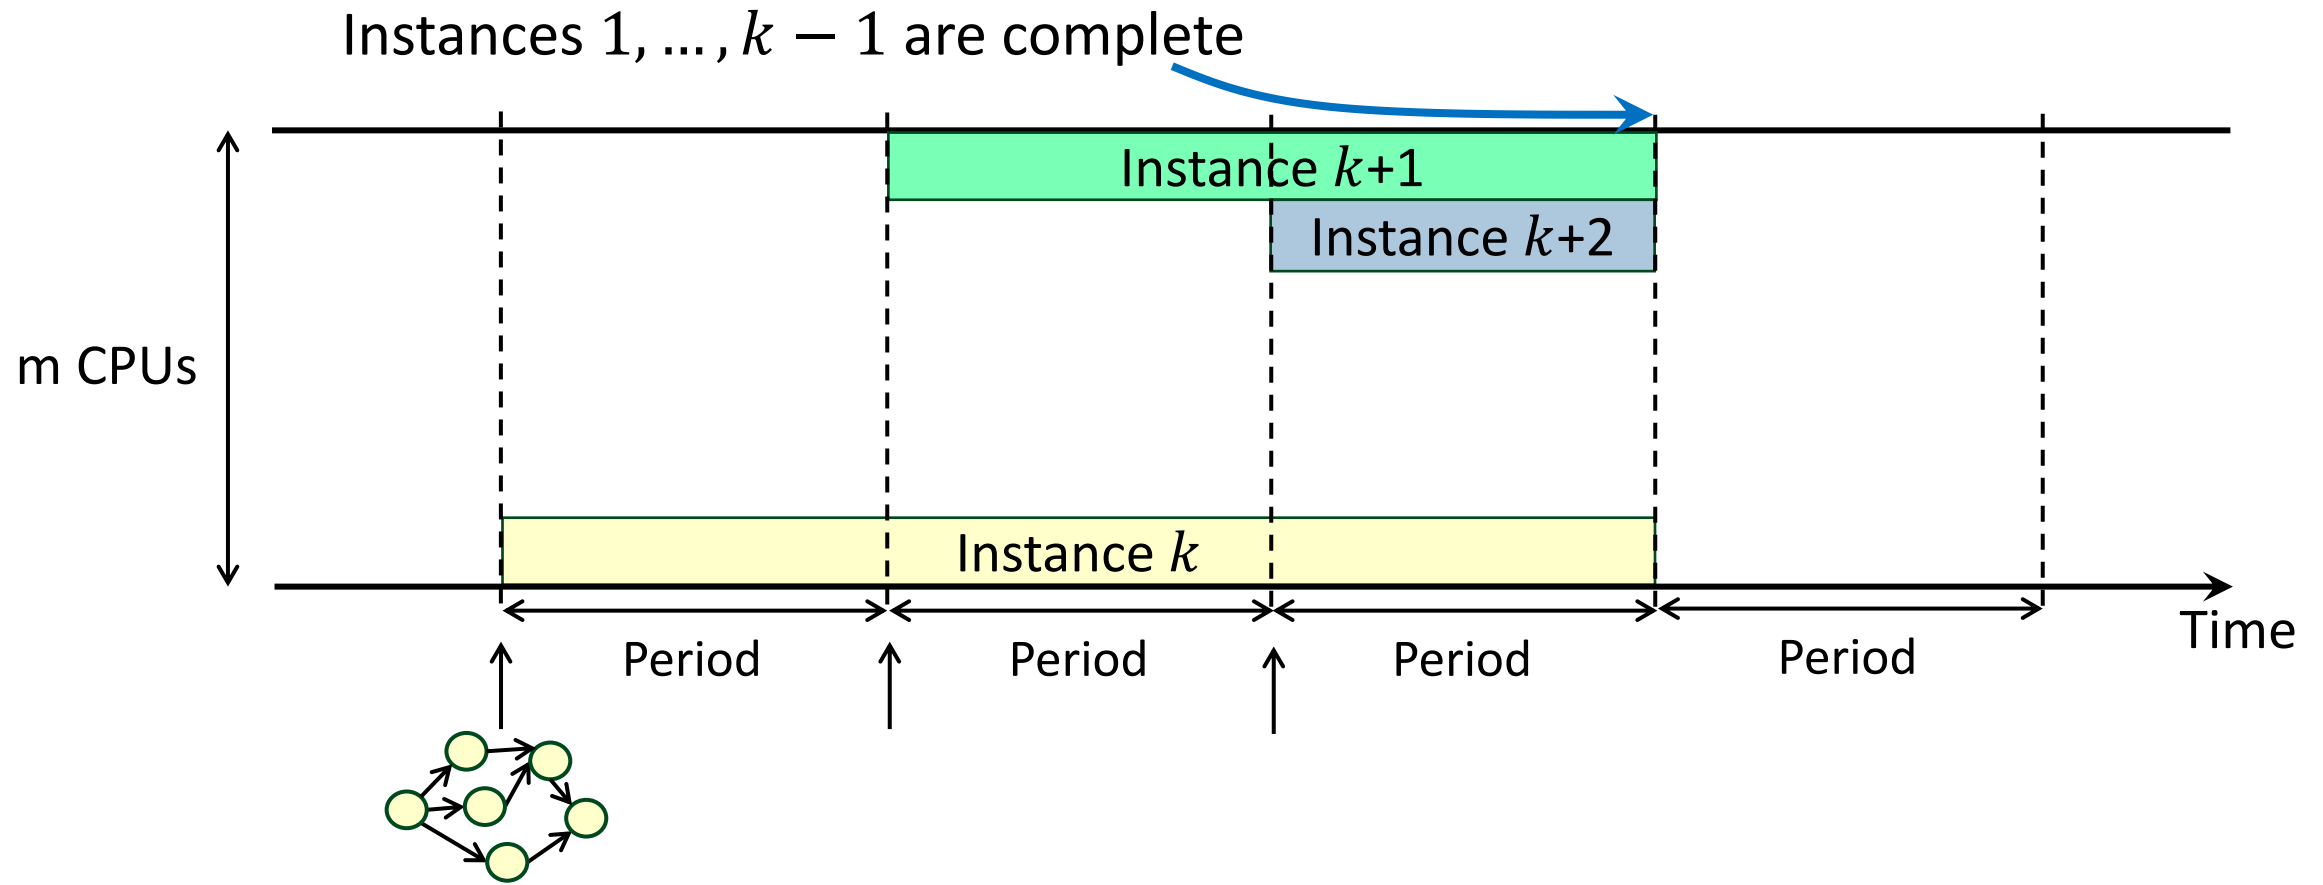 Instances 1, … , k − 1 are complete
Instance k+1
Instance k+2
m CPUs
Instance k
Time
Period
Period
Period
Period